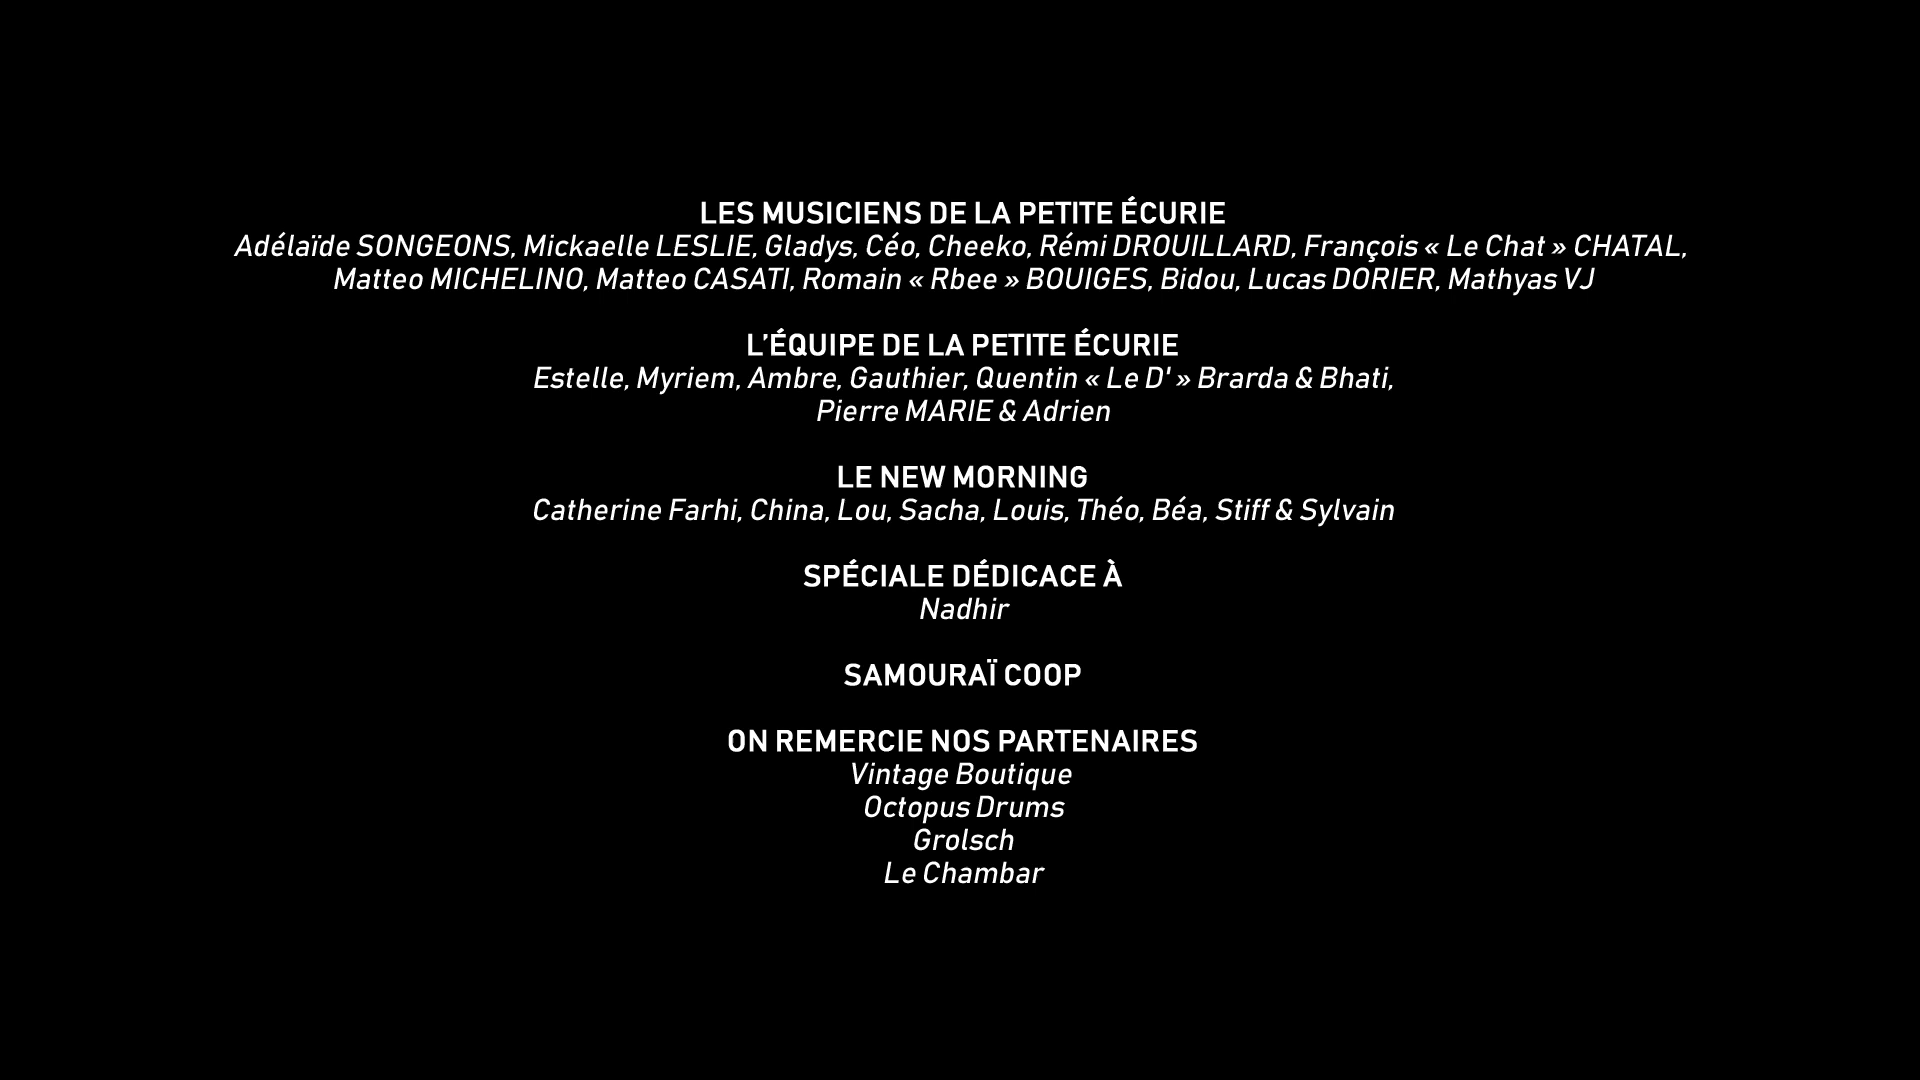 LES MUSICIENS DE LA PETITE ÉCURIE
Adélaïde SONGEONS, Mickaelle LESLIE, Gladys, Céo, Cheeko, Rémi DROUILLARD, François « Le Chat » CHATAL,
Matteo MICHELINO, Matteo CASATI, Romain « Rbee » BOUIGES, Bidou, Lucas DORIER, Mathyas VJ
L’ÉQUIPE DE LA PETITE ÉCURIE
Estelle, Myriem, Ambre, Gauthier, Quentin « Le D' » Brarda & Bhati,
Pierre MARIE & Adrien
LE NEW MORNING
Catherine Farhi, China, Lou, Sacha, Louis, Théo, Béa, Stiff & Sylvain
SPÉCIALE DÉDICACE À
Nadhir
SAMOURAÏ COOP
ON REMERCIE NOS PARTENAIRES
Vintage Boutique
Octopus Drums
Grolsch
Le Chambar